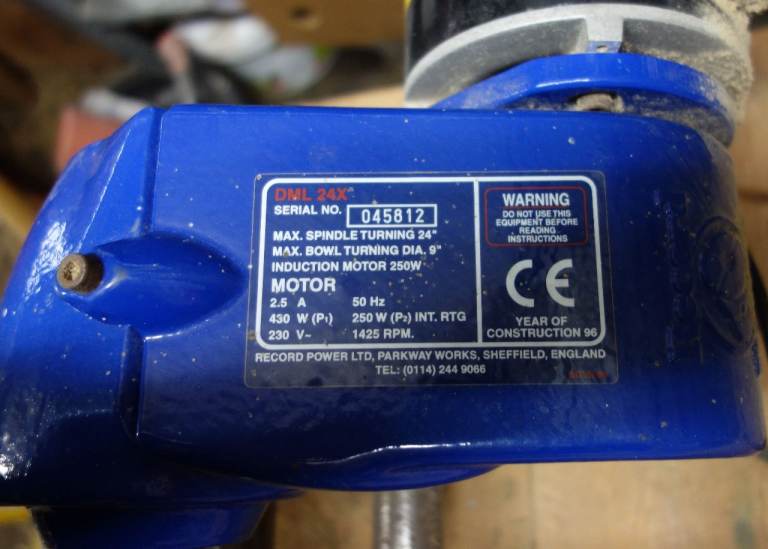 DML 24X
SERIAL NO. 045812
MAX. SPINDLE TURNING 24"
MAX. BOWL TURNING DIA. 9"
INDUCTION MOTOR 250W
MOTOR
2.5 A 50 Hz
430 W (P₁) 250 W (P₂) INT. RTG
230 V~ 1425 RPM.
WARNING
DO NOT USE THIS
EQUIPMENT BEFORE
READING
INSTRUCTIONS
CE
YEAR OF
CONSTRUCTION 96
RECORD POWER LTD, PARKWAY WORKS, SHEFFIELD, ENGLAND
TEL: (0114) 244 9066